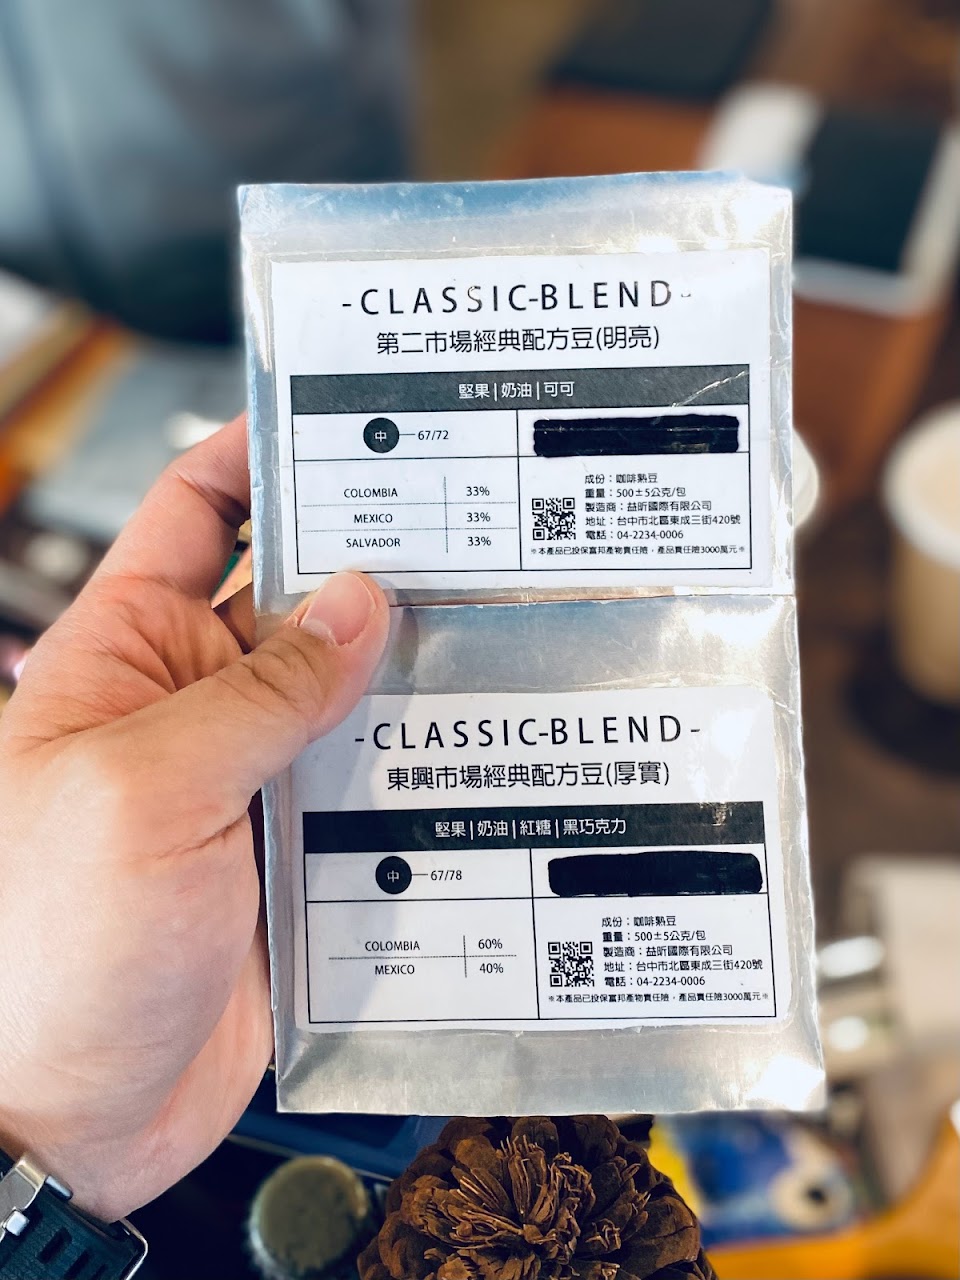 -CLASSIC-BLEND-
第二市場經典配方豆(明亮)
堅果|奶油|可可
中 67/72
COLOMBIA 33%
MEXICO 33%
SALVADOR 33%
成份：咖啡熟豆
重量：500±5公克/包
製造商：益昕國際有限公司
地址：台中市北區東成三街420號
電話：04-2234-0006
※本產品已投保富邦產物責任險，產品責任險3000萬元※
-CLASSIC-BLEND-
東興市場經典配方豆(厚實)
堅果|奶油|紅糖|黑巧克力
中 67/78
COLOMBIA 60%
MEXICO 40%
成份：咖啡熟豆
重量：500±5公克/包
製造商：益昕國際有限公司
地址：台中市北區東成三街420號
電話：04-2234-0006
※本產品已投保富邦產物責任險，產品責任險3000萬元※